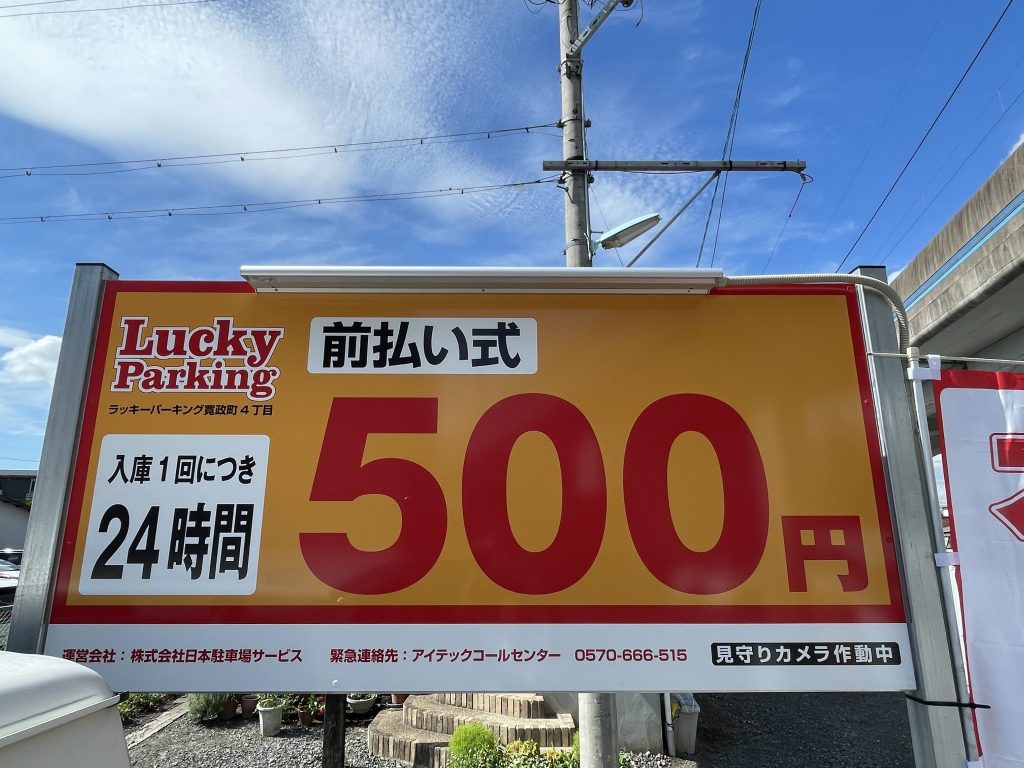 Lucky
Parking
ラッキーパーキング寛政町4丁目
前払い式
入庫1回につき
24時間
500円
運営会社：株式会社日本駐車場サービス 緊急連絡先：アイテックコールセンター 0570-666-515
見守りカメラ作動中